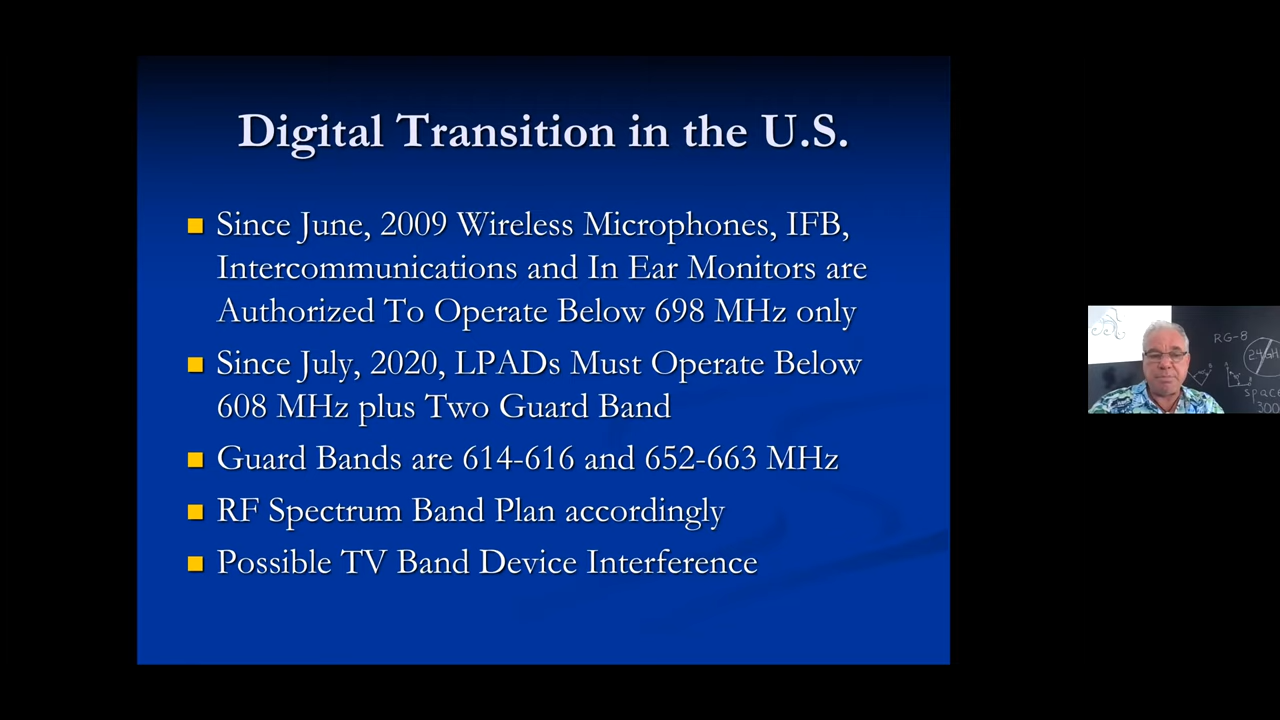 Digital Transition in the U.S.
Since June, 2009 Wireless Microphones, IFB,
Intercommunications and In Ear Monitors are
Authorized To Operate Below 698 MHz only
Since July, 2020, LPADs Must Operate Below
608 MHz plus Two Guard Band
Guard Bands are 614-616 and 652-663 MHz
RF Spectrum Band Plan accordingly
Possible TV Band Device Interference
RG-8